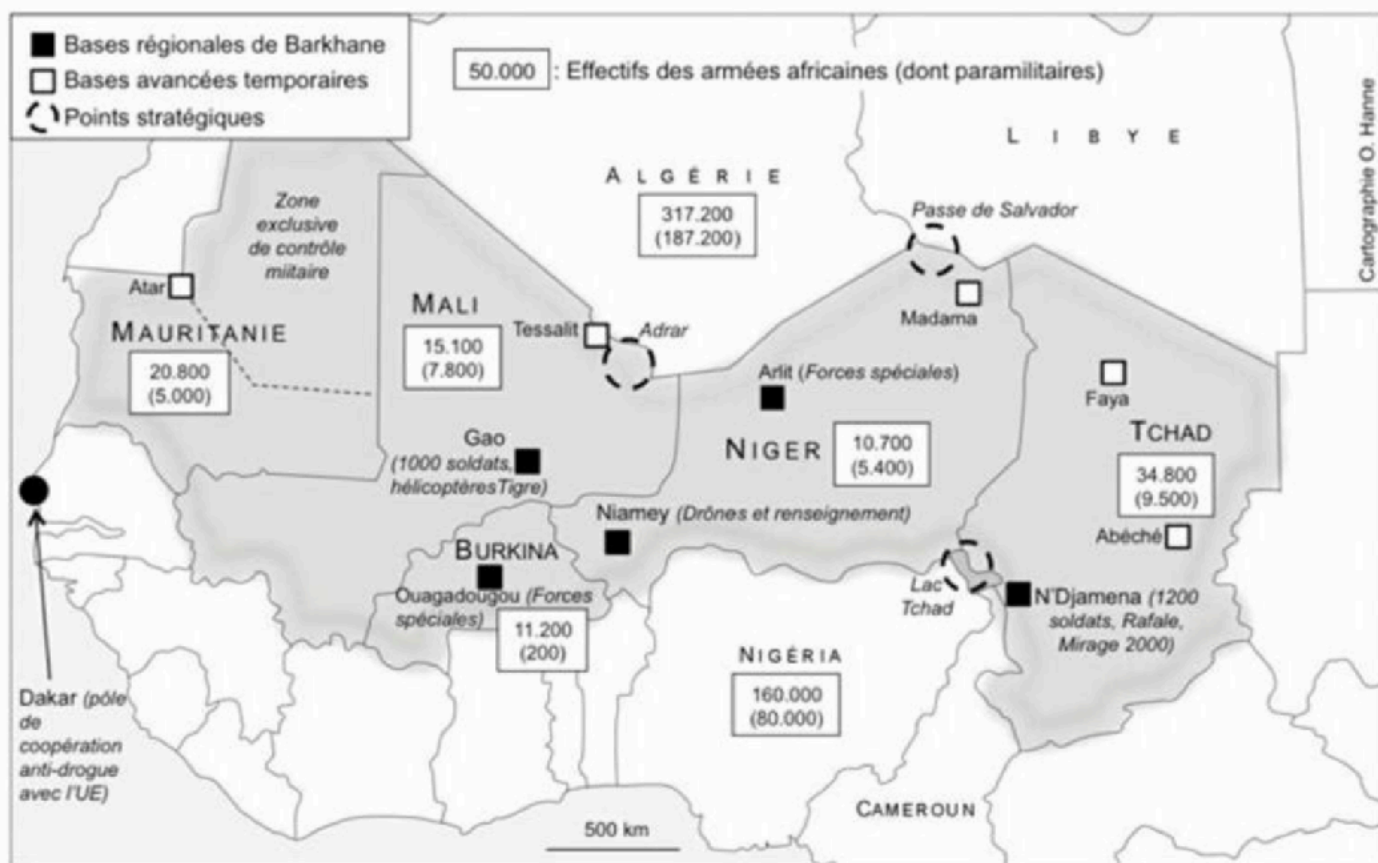 Bases régionales de Barkhane
Bases avancées temporaires
Points stratégiques
50.000 : Effectifs des armées africaines (dont paramilitaires)
Cartographie O. Hanne
LIBYE
ALGÉRIE
317.200
(187.200)
Passe de Salvador
Zone
exclusive
de contrôle
miitaire
Atar
MAURITANIE
20.800
(5.000)
MALI
15.100
(7.800)
Tessalit
Adrar
Madama
Arlit (Forces spéciales)
Faya
NIGER
10.700
(5.400)
TCHAD
34.800
(9.500)
Abéché
Gao
(1000 soldats,
hélicoptèresTigre)
Niamey (Drônes et renseignement)
BURKINA
Ouagadougou (Forces
spéciales)
11.200
(200)
Lac
Tchad
N'Djamena (1200
soldats, Rafale,
Mirage 2000)
NIGÉRIA
160.000
(80.000)
Dakar (pôle
de
coopération
anti-drogue
avec l'UE)
CAMEROUN
500 km